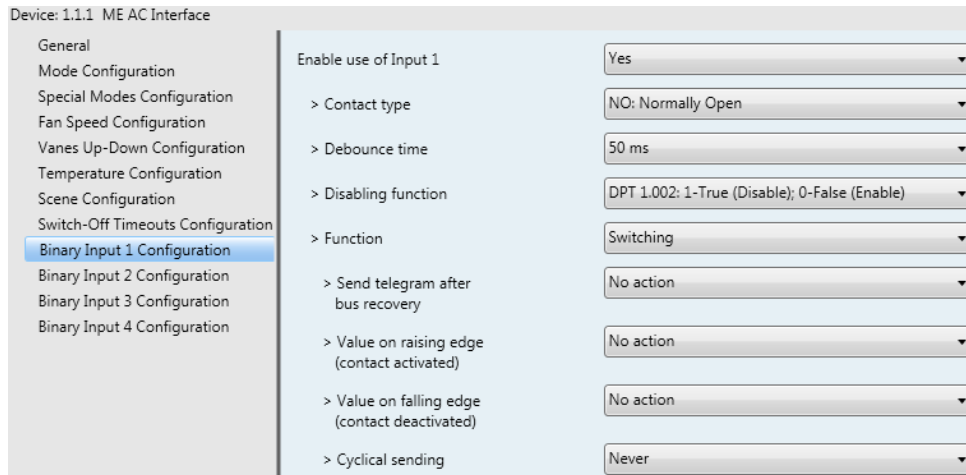 Device: 1.1.1 ME AC Interface
General
Mode Configuration
Special Modes Configuration
Fan Speed Configuration
Vanes Up-Down Configuration
Temperature Configuration
Scene Configuration
Switch-Off Timeouts Configuration
Binary Input 1 Configuration
Binary Input 2 Configuration
Binary Input 3 Configuration
Binary Input 4 Configuration
Enable use of Input 1 Yes
> Contact type NO: Normally Open
> Debounce time 50 ms
> Disabling function DPT 1.002: 1-True (Disable); 0-False (Enable)
> Function Switching
> Send telegram after No action
bus recovery
> Value on raising edge No action
(contact activated)
> Value on falling edge No action
(contact deactivated)
> Cyclical sending Never